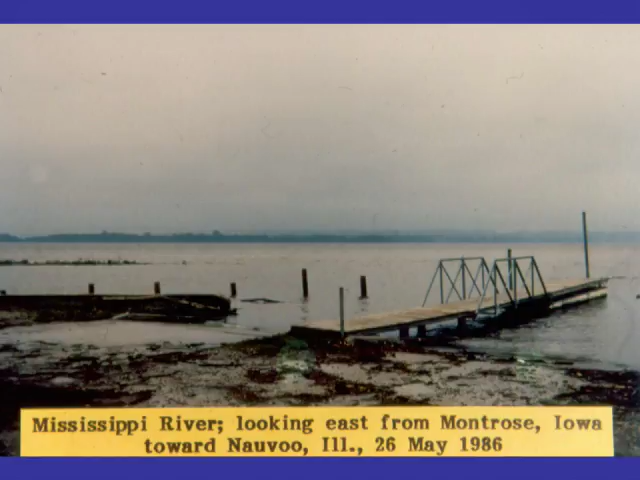 Mississippi River; looking east from Montrose, Iowa
toward Nauvoo, Ill., 26 May 1986